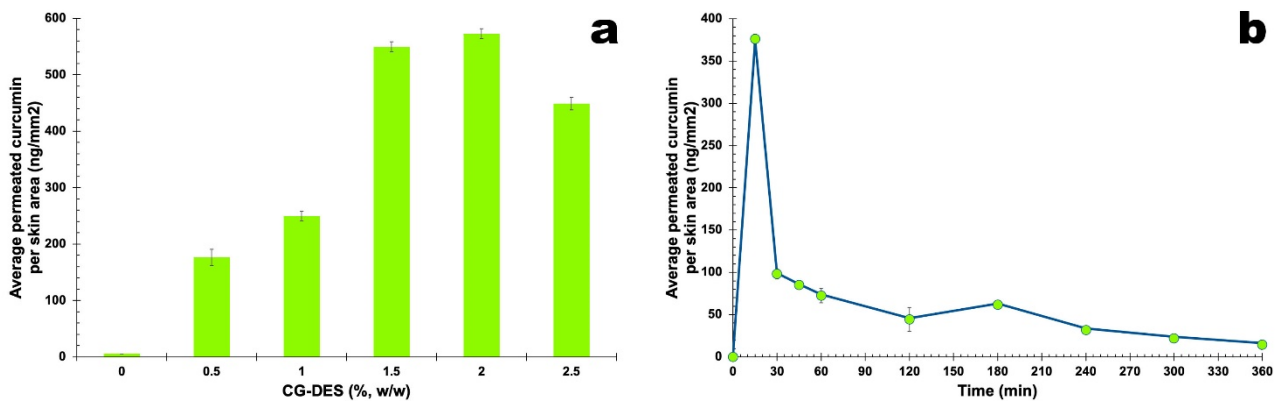 a
Average permeated curcumin
per skin area (ng/mm2)
600
500
400
300
200
100
0
0 0.5 1 1.5 2 2.5
CG-DES (%, w/w)
b
Average permeated curcumin
per skin area (ng/mm2)
400
350
300
250
200
150
100
50
0
0 30 60 90 120 150 180 210 240 270 300 330 360
Time (min)